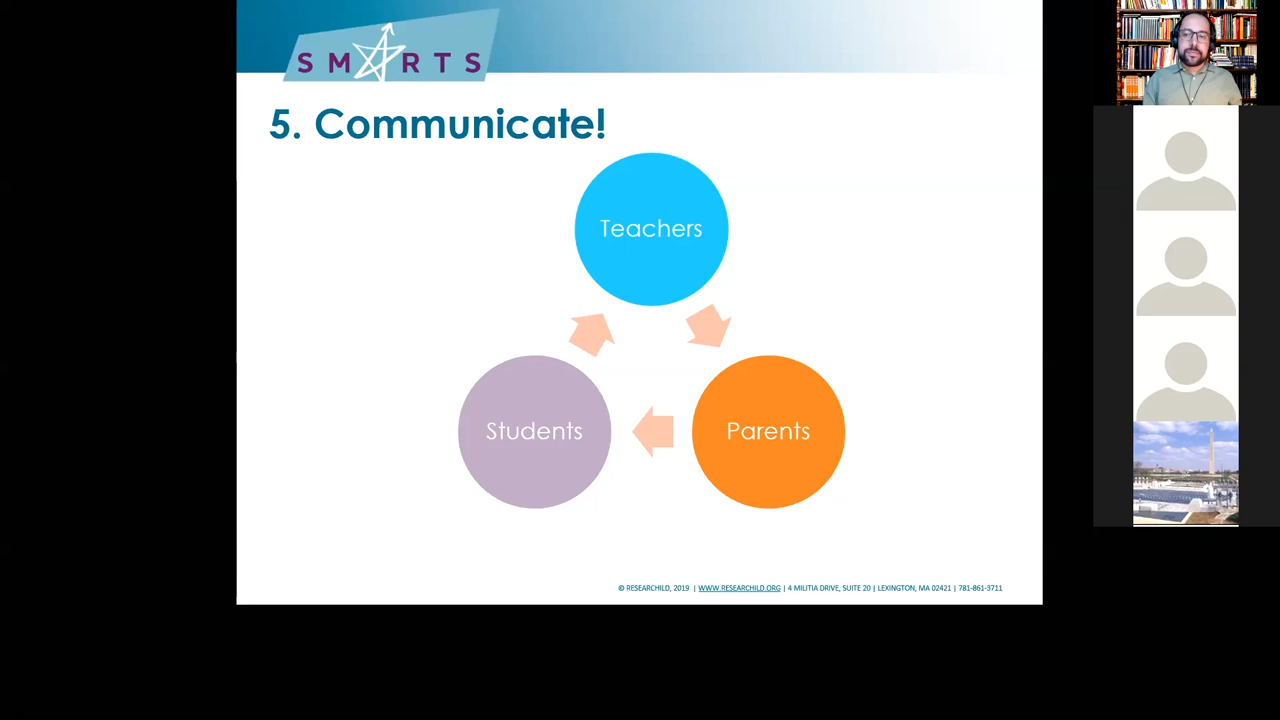 SMARTS
5. Communicate!
Teachers
Students
Parents
© RESEARCHILD, 2019 | WWW.RESEARCHILD.ORG | 4 MILITIA DRIVE, SUITE 20 | LEXINGTON, MA 02421 | 781-861-3711